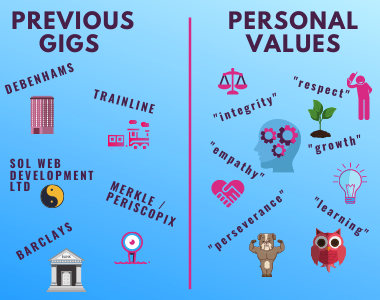 PREVIOUS
GIGS
DEBENHAMS
TRAINLINE
SOL WEB
DEVELOPMENT
LTD
MERKLE /
PERISCOPIX
BARCLAYS
BANK
PERSONAL
VALUES
"respect"
"integrity"
"growth"
"empathy"
"learning"
"perseverance"